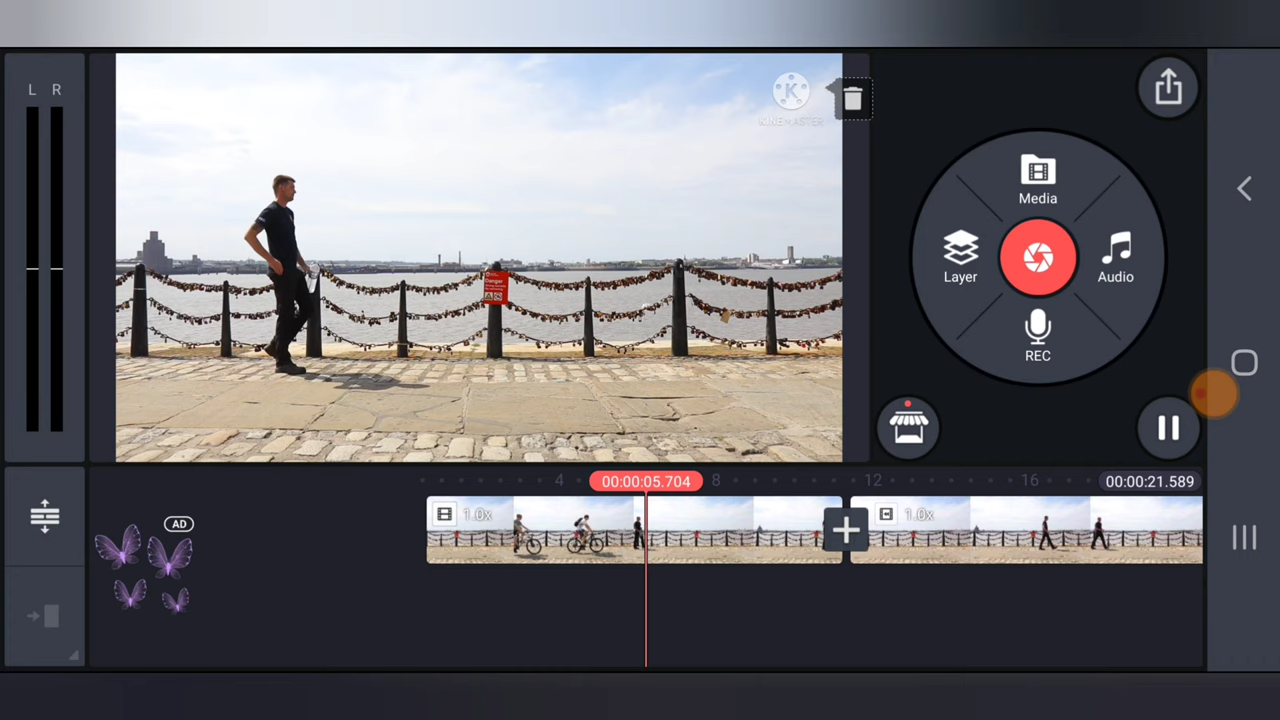 L R
KINEMASTER
Media
Layer
Audio
REC
Danger
4
00:00:05.704
8
12
16
00:00:21.589
1.0x
1.0x
AD